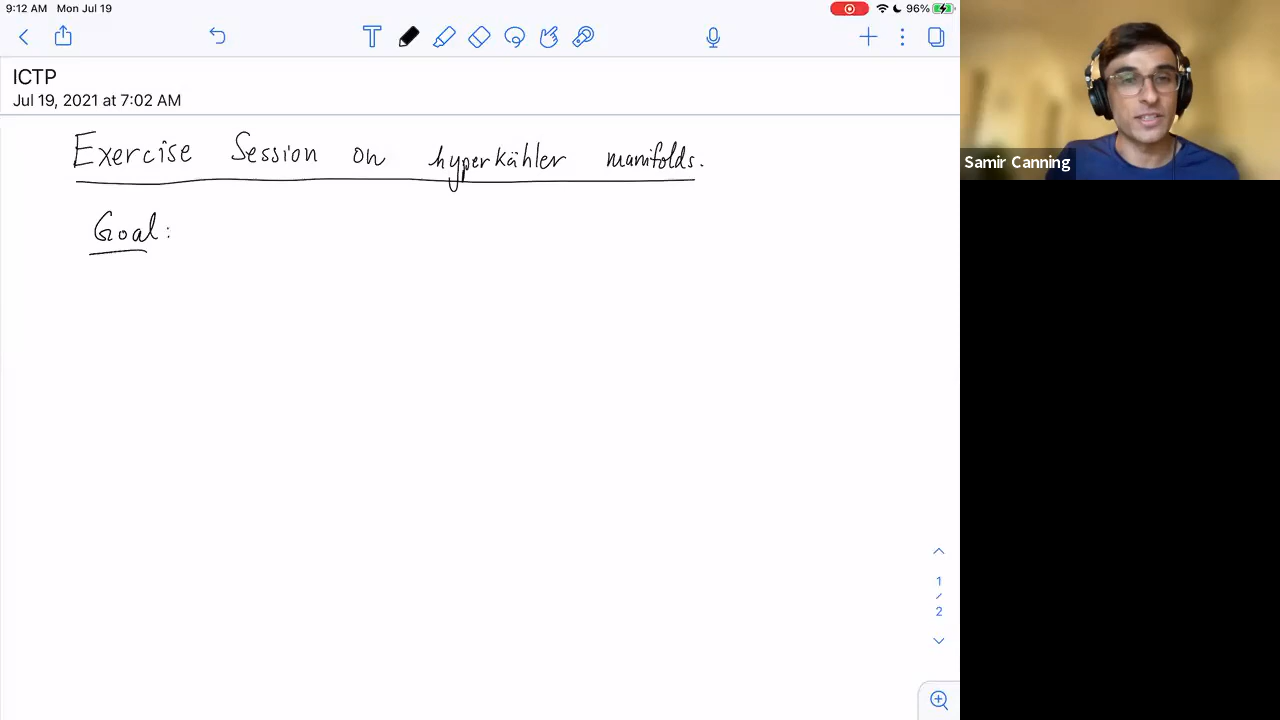 9:12 AM Mon Jul 19
96%
ICTP
Jul 19, 2021 at 7:02 AM
Exercise Session on hyperkähler manifolds.
Goal:
Samir Canning
1
/
2